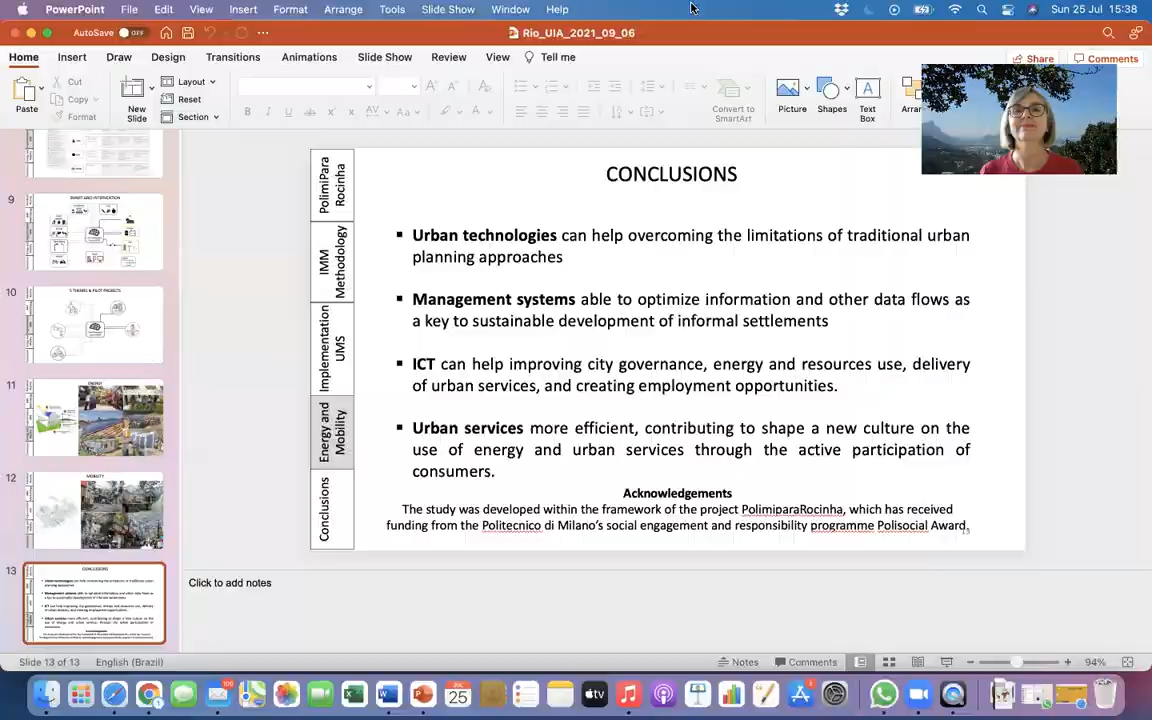 PowerPoint File Edit View Insert Format Arrange Tools Slide Show Window Help Sun 25 Jul 15:38
AutoSave OFF Rio_UIA_2021_09_06
Home Insert Draw Design Transitions Animations Slide Show Review View Tell me Share Comments
Paste
Cut
Copy
Format
New
Slide
Layout
Reset
Section
Convert to
SmartArt
Picture
Shapes
Text
Box
9
10
11
ENERGY
12
MOBILITY
13
CONCLUSIONS
PolimiPara
Rocinha
IMM
Methodology
Implementation
UMS
Energy and
Mobility
Conclusions
CONCLUSIONS
▪ Urban technologies can help overcoming the limitations of traditional urban
planning approaches
▪ Management systems able to optimize information and other data flows as
a key to sustainable development of informal settlements
▪ ICT can help improving city governance, energy and resources use, delivery
of urban services, and creating employment opportunities.
▪ Urban services more efficient, contributing to shape a new culture on the
use of energy and urban services through the active participation of
consumers.
Acknowledgements
The study was developed within the framework of the project PolimiparaRocinha, which has received
funding from the Politecnico di Milano's social engagement and responsibility programme Polisocial Award.
13
Click to add notes
Slide 13 of 13 English (Brazil) Notes Comments 94%
JUL
25